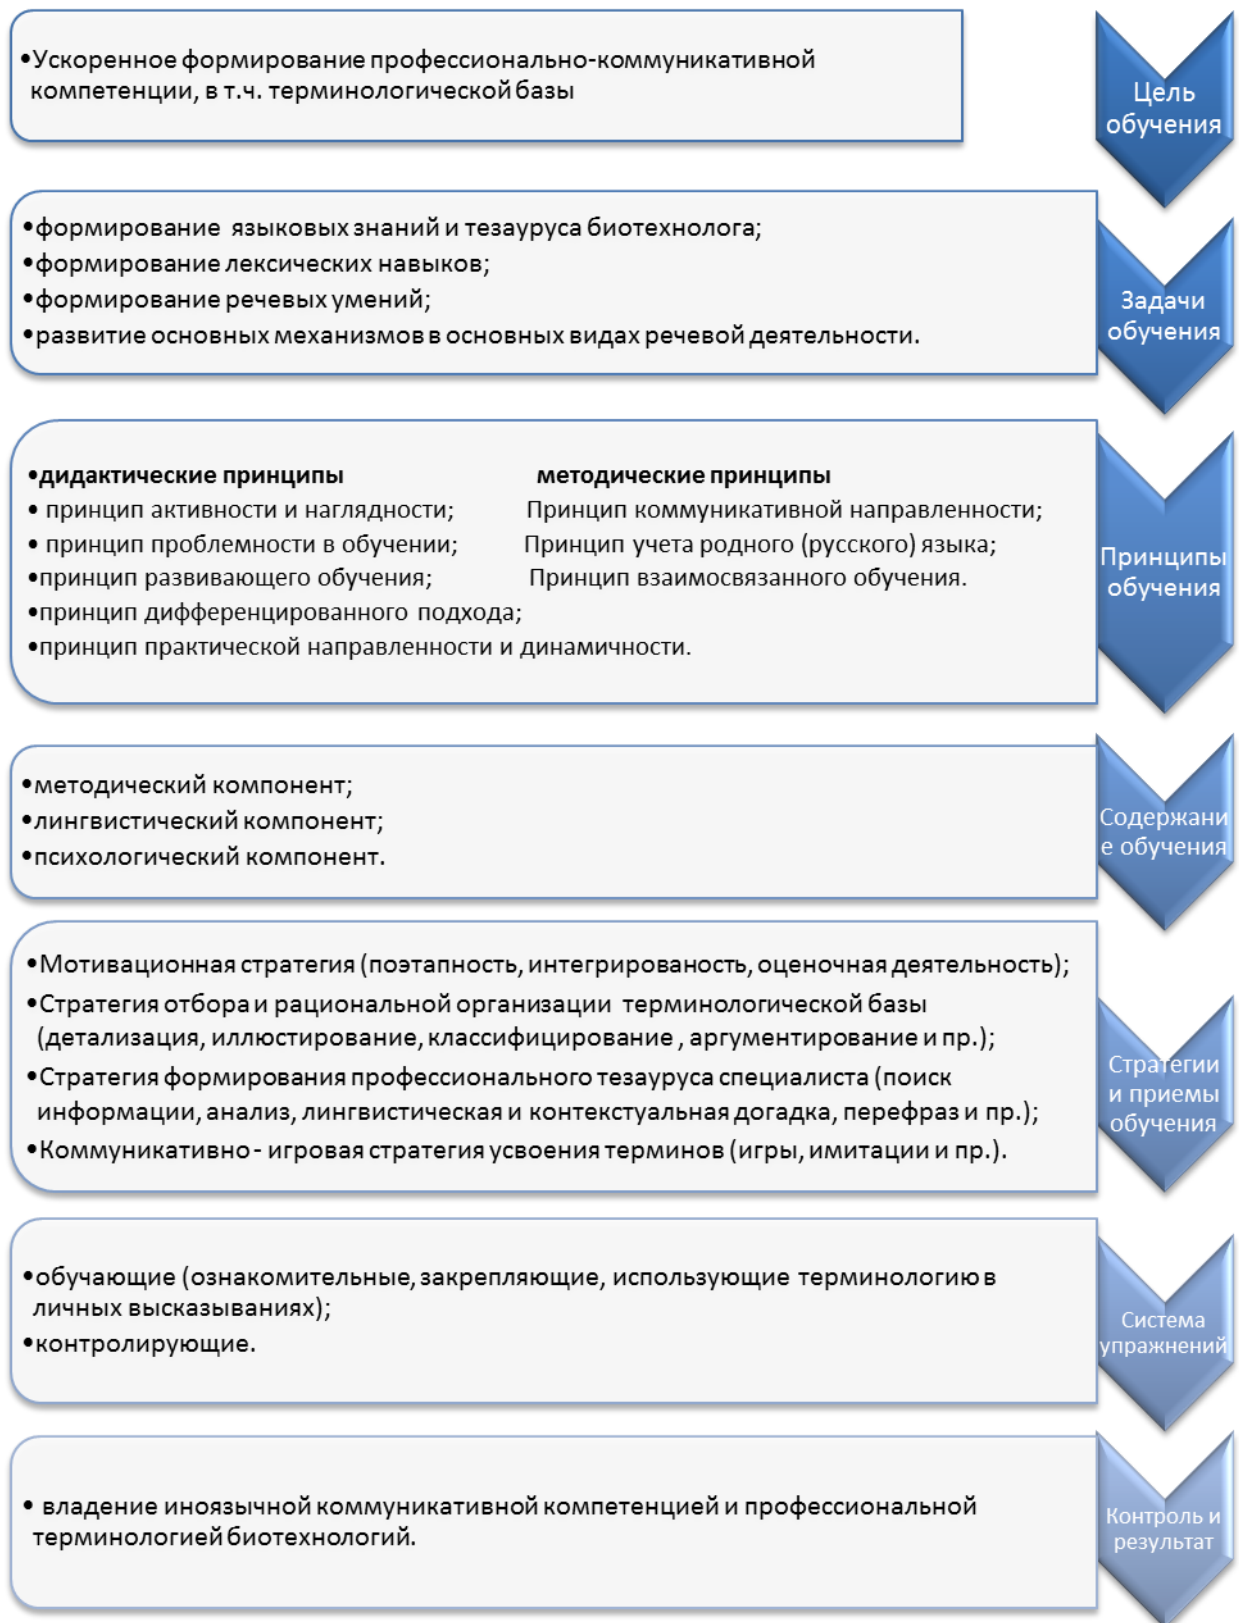 •Ускоренное формирование профессионально-коммуникативной
компетенции, в т.ч. терминологической базы
Цель
обучения
•формирование языковых знаний и тезауруса биотехнолога;
•формирование лексических навыков;
•формирование речевых умений;
•развитие основных механизмов в основных видах речевой деятельности.
Задачи
обучения
•дидактические принципы методические принципы
• принцип активности и наглядности; Принцип коммуникативной направленности;
• принцип проблемности в обучении; Принцип учета родного (русского) языка;
•принцип развивающего обучения; Принцип взаимосвязанного обучения.
•принцип дифференцированного подхода;
•принцип практической направленности и динамичности.
Принципы
обучения
•методический компонент;
•лингвистический компонент;
•психологический компонент.
Содержани
е обучения
•Мотивационная стратегия (поэтапность, интегрированость, оценочная деятельность);
•Стратегия отбора и рациональной организации терминологической базы
(детализация, иллюстирование, классифицирование , аргументирование и пр.);
•Стратегия формирования профессионального тезауруса специалиста (поиск
информации, анализ, лингвистическая и контекстуальная догадка, перефраз и пр.);
•Коммуникативно - игровая стратегия усвоения терминов (игры, имитации и пр.).
Стратегии
и приемы
обучения
•обучающие (ознакомительные, закрепляющие, использующие терминологию в
личных высказываниях);
•контролирующие.
Система
упражнений
• владение иноязычной коммуникативной компетенцией и профессиональной
терминологией биотехнологий.
Контроль и
результат